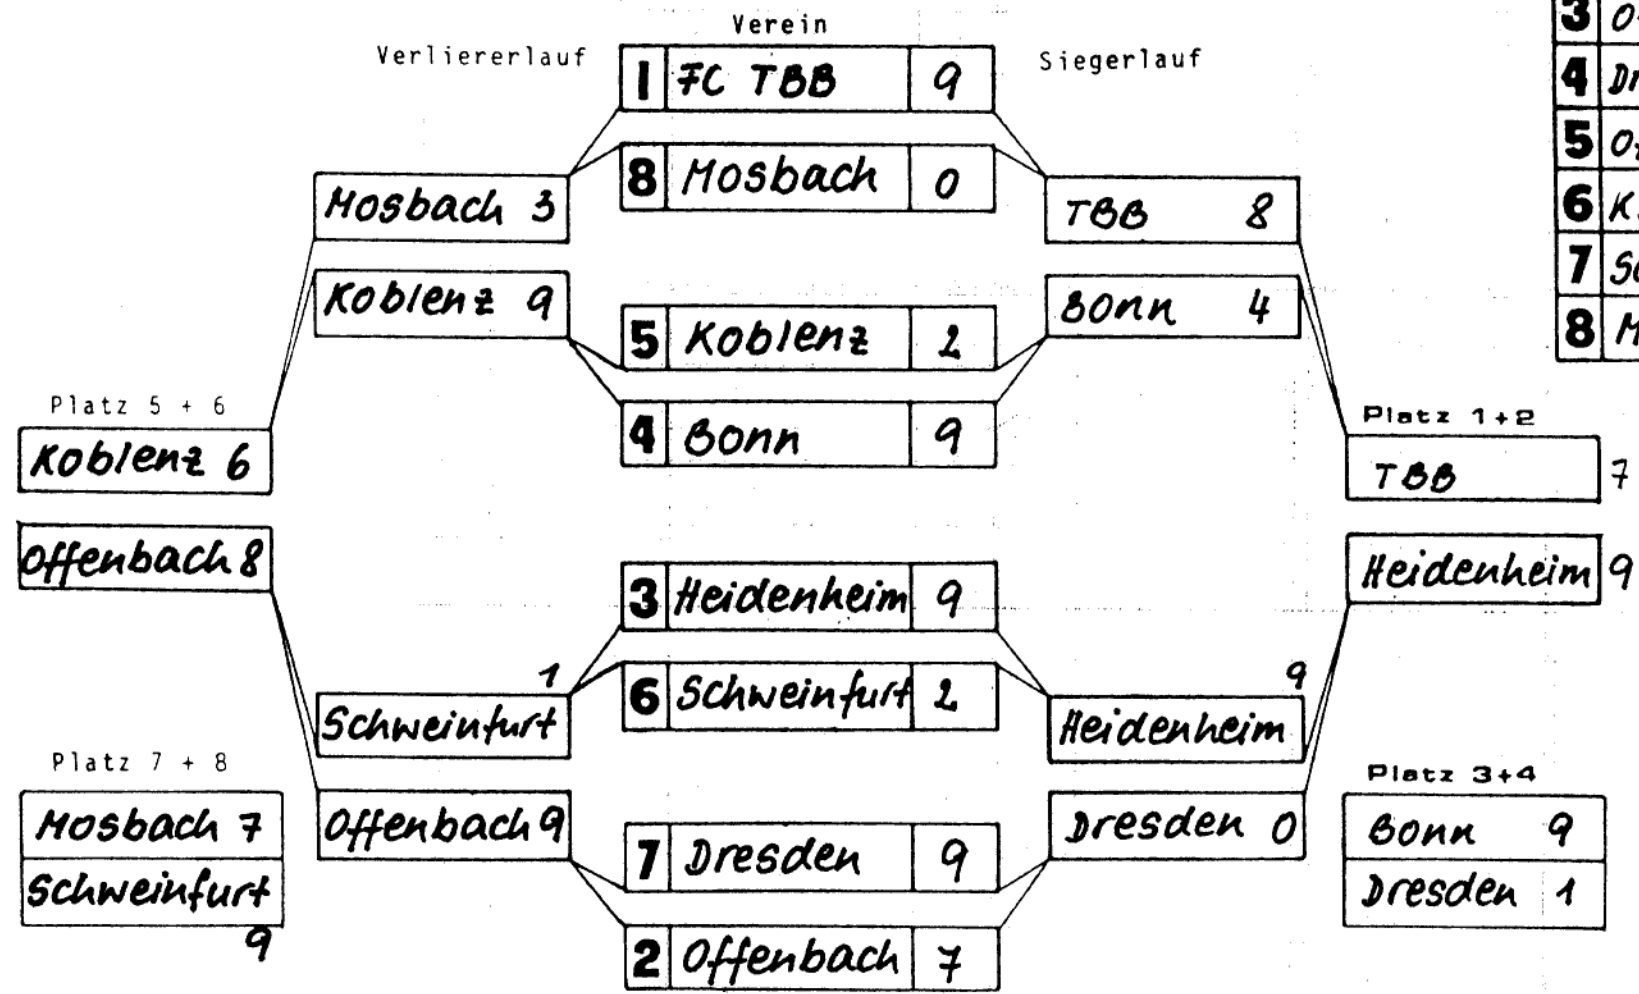 Verein
Verliererlauf
Siegerlauf
1 FC TBB 9
8 Mosbach 0
Mosbach 3
Koblenz 9
5 Koblenz 2
4 Bonn 9
TBB 8
Bonn 4
Platz 5 + 6
Koblenz 6
Offenbach 8
Platz 1+2
TBB 7
Heidenheim 9
3 Heidenheim 9
6 Schweinfurt 2
Schweinfurt 1
Offenbach 9
7 Dresden 9
2 Offenbach 7
Heidenheim 9
Dresden 0
Platz 7 + 8
Mosbach 7
Schweinfurt
9
Platz 3+4
Bonn 9
Dresden 1
3
4
5
6
7
8